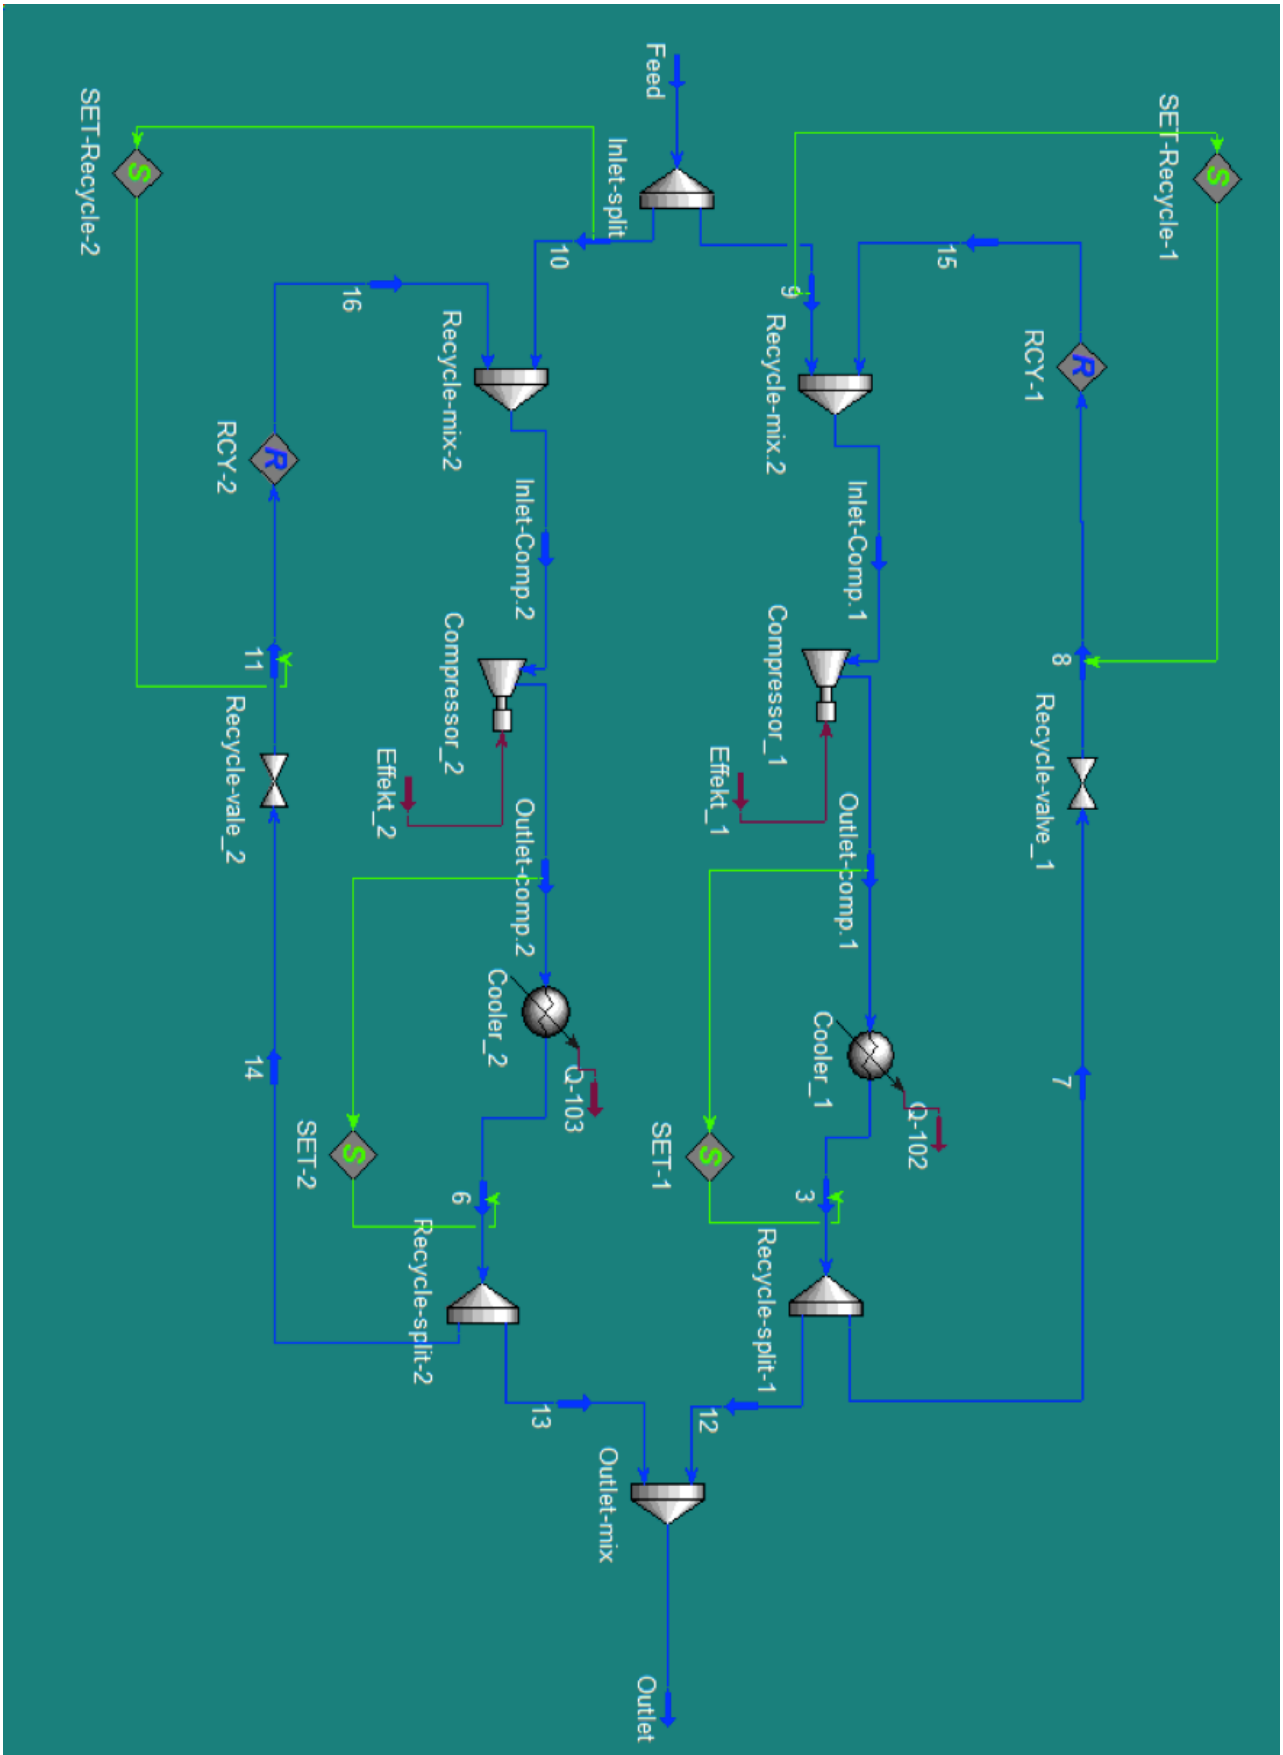 SET-Recycle-1
S
15
RCY-1
R
8
Recycle-valve_1
7
Feed
Inlet-split
9
Recycle-mix.2
Inlet-Comp.1
Compressor_1
Effekt_1
Outlet-comp.1
Cooler_1
Q-102
SET-1
S
3
Recycle-split-1
12
10
Recycle-mix-2
Inlet-Comp.2
Compressor_2
Effekt_2
Outlet-comp.2
Cooler_2
Q-103
SET-2
S
6
Recycle-split-2
13
Outlet-mix
Outlet
16
RCY-2
R
11
Recycle-vale_2
14
SET-Recycle-2
S